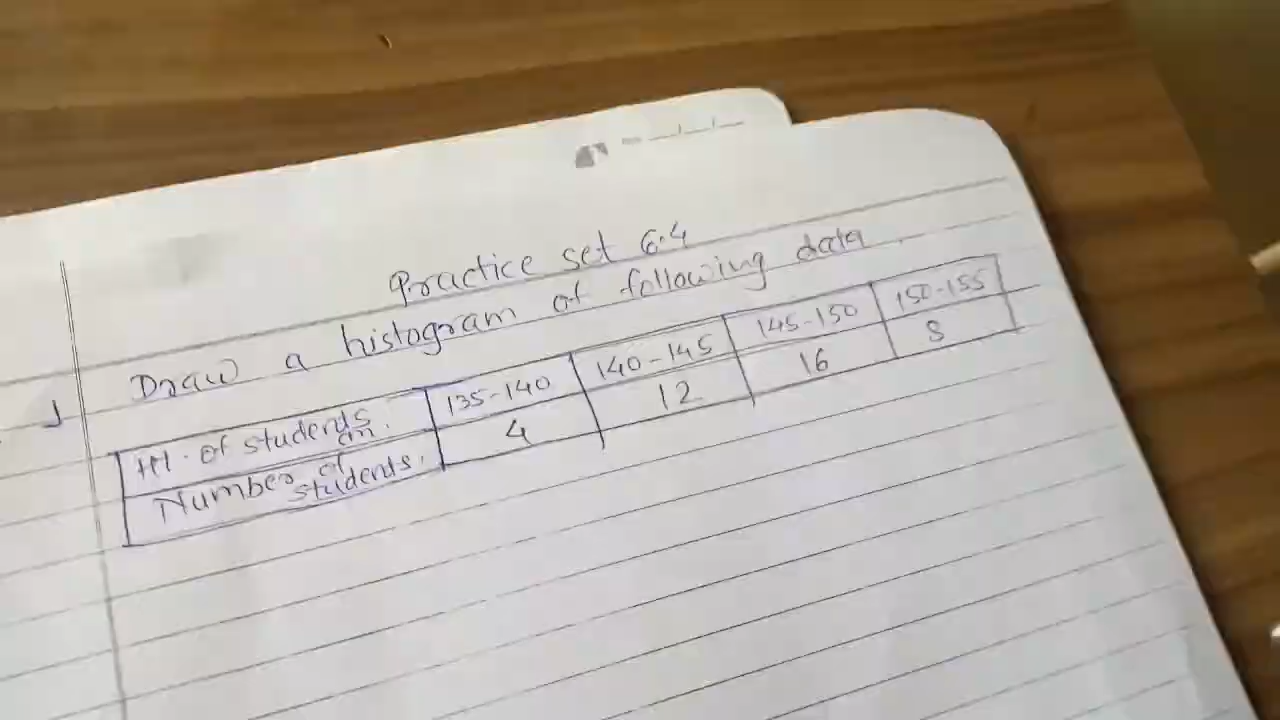 Practice set 6.4
1 Draw a histogram of following data
Ht. of students cm. 135-140 140-145 145-150 150-155
Number of students. 4 12 16 8